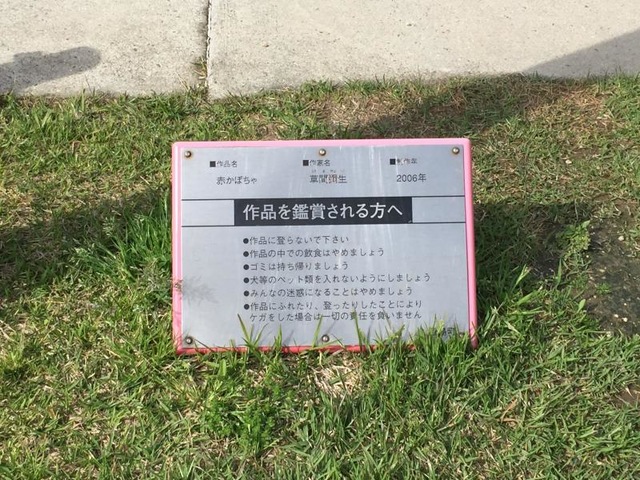 ■作品名 ■作家名 ■制作年
赤かぼちゃ 草間彌生 2006年
作品を鑑賞される方へ
●作品に登らないで下さい
●作品の中での飲食はやめましょう
●ゴミは持ち帰りましょう
●犬等のペット類を入れないようにしましょう
●みんなの迷惑になることはやめましょう
●作品にふれたり、登ったりしたことにより
ケガをした場合は一切の責任を負いません